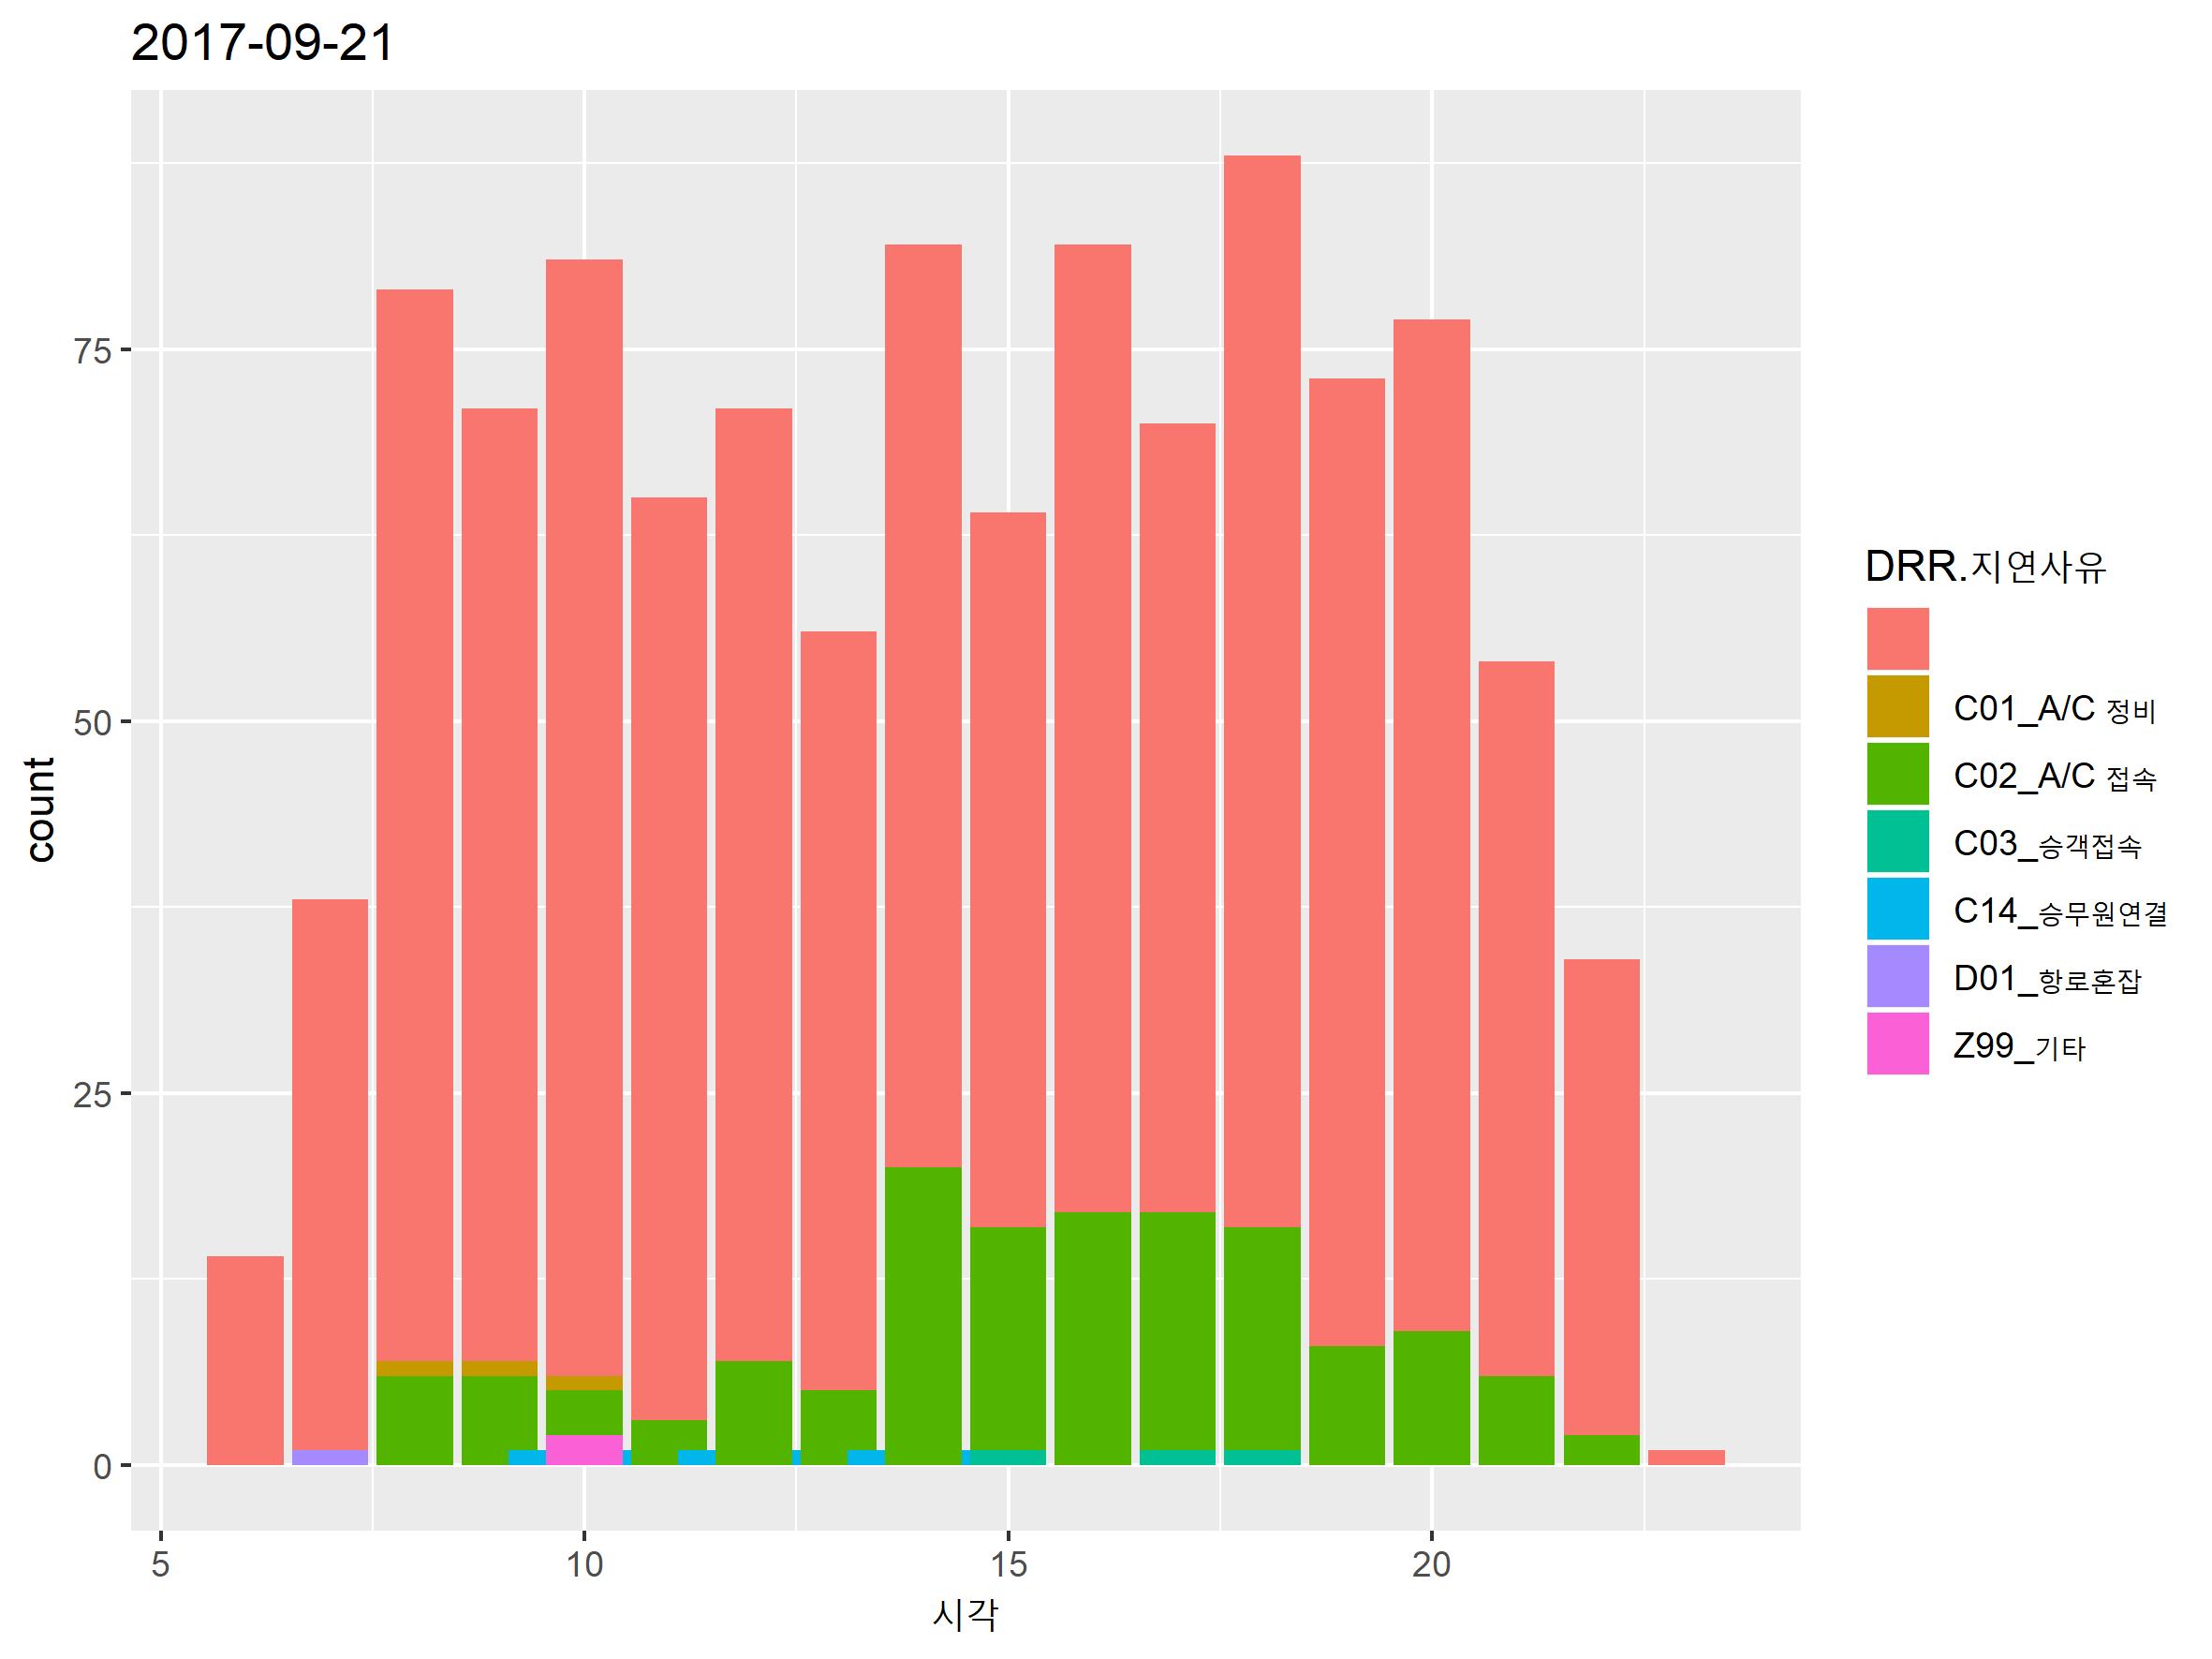 2017-09-21
75
50
25
0
count
5 10 15 20
시각
DRR.지연사유
C01_A/C 정비
C02_A/C 접속
C03_승객접속
C14_승무원연결
D01_항로혼잡
Z99_기타